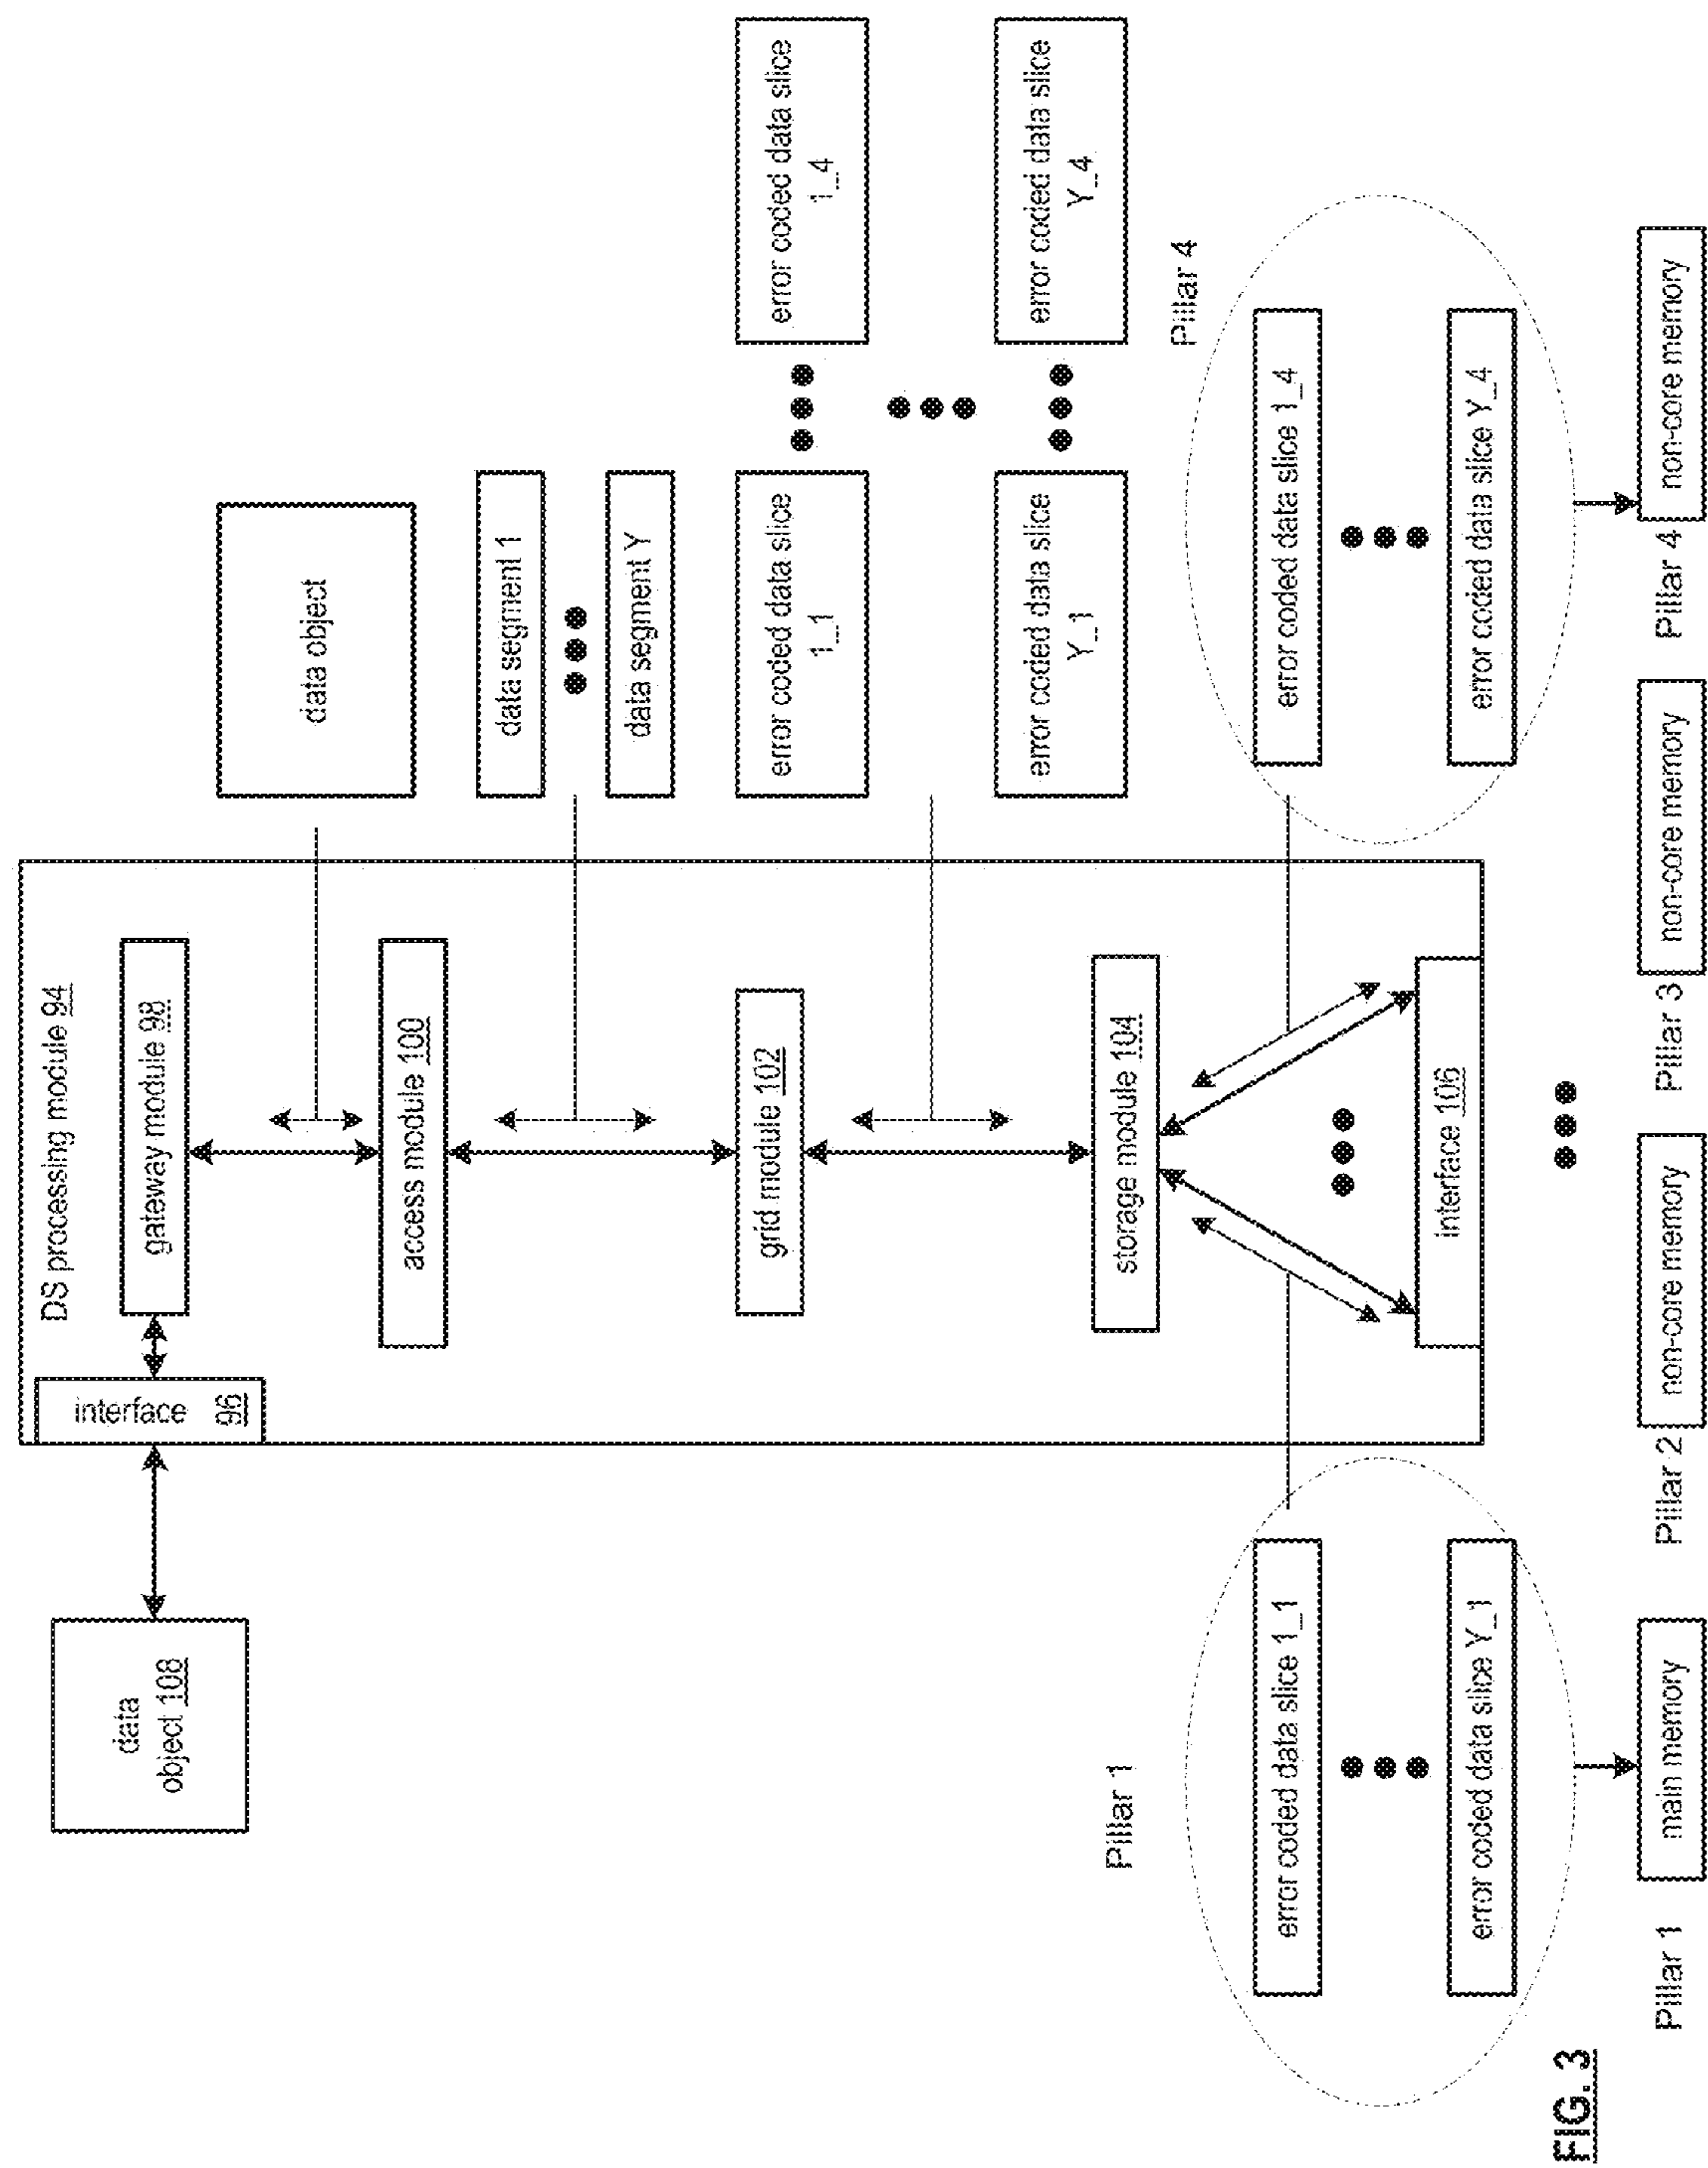 DS processing module 94
data
object 108
interface 96
gateway module 98
data object
access module 100
data segment 1
data segment Y
grid module 102
error coded data slice
1_1
error coded data slice
1_4
error coded data slice
Y_1
error coded data slice
Y_4
storage module 104
Pillar 1
Pillar 4
error coded data slice 1_1
error coded data slice 1_4
error coded data slice Y_1
interface 106
error coded data slice Y_4
Pillar 1
main memory
Pillar 2
non-core memory
Pillar 3
non-core memory
Pillar 4
non-core memory
FIG. 3